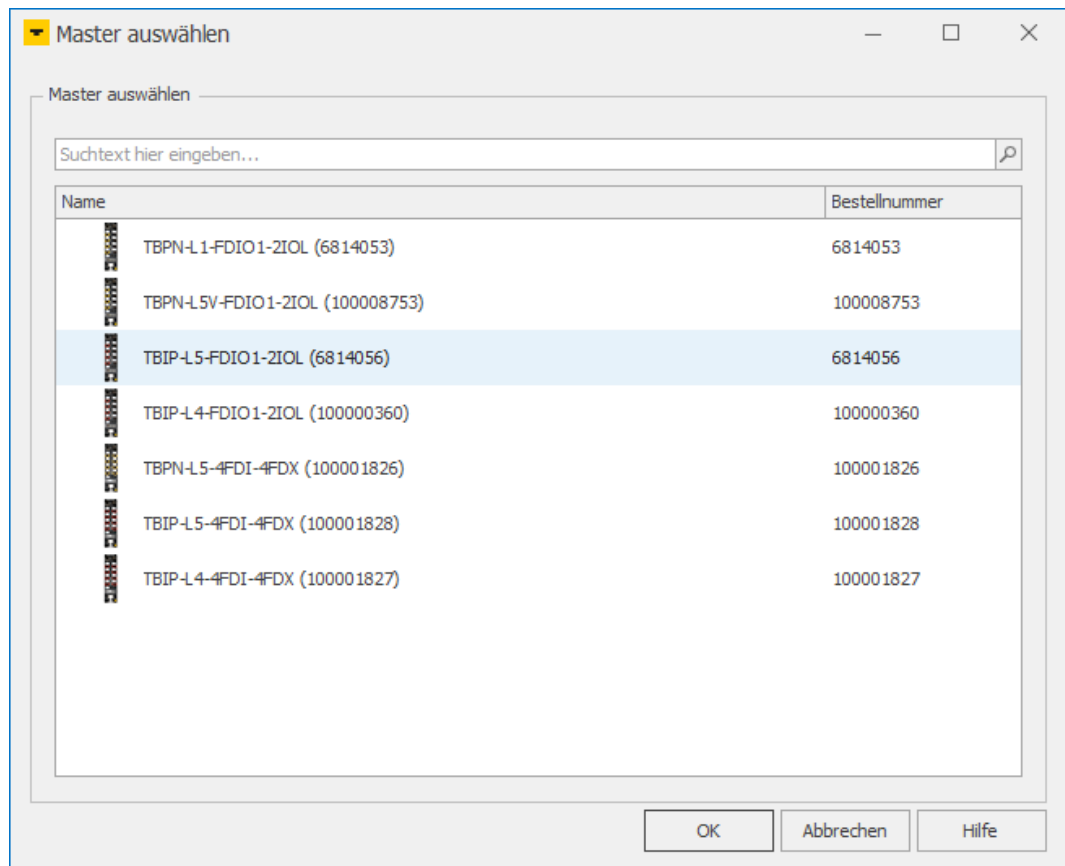 Master auswählen
Master auswählen
Suchtext hier eingeben...
Name Bestellnummer
TBPN-L1-FDIO1-2IOL (6814053) 6814053
TBPN-L5V-FDIO1-2IOL (100008753) 100008753
TBIP-L5-FDIO1-2IOL (6814056) 6814056
TBIP-L4-FDIO1-2IOL (100000360) 100000360
TBPN-L5-4FDI-4FDX (100001826) 100001826
TBIP-L5-4FDI-4FDX (100001828) 100001828
TBIP-L4-4FDI-4FDX (100001827) 100001827
OK Abbrechen Hilfe